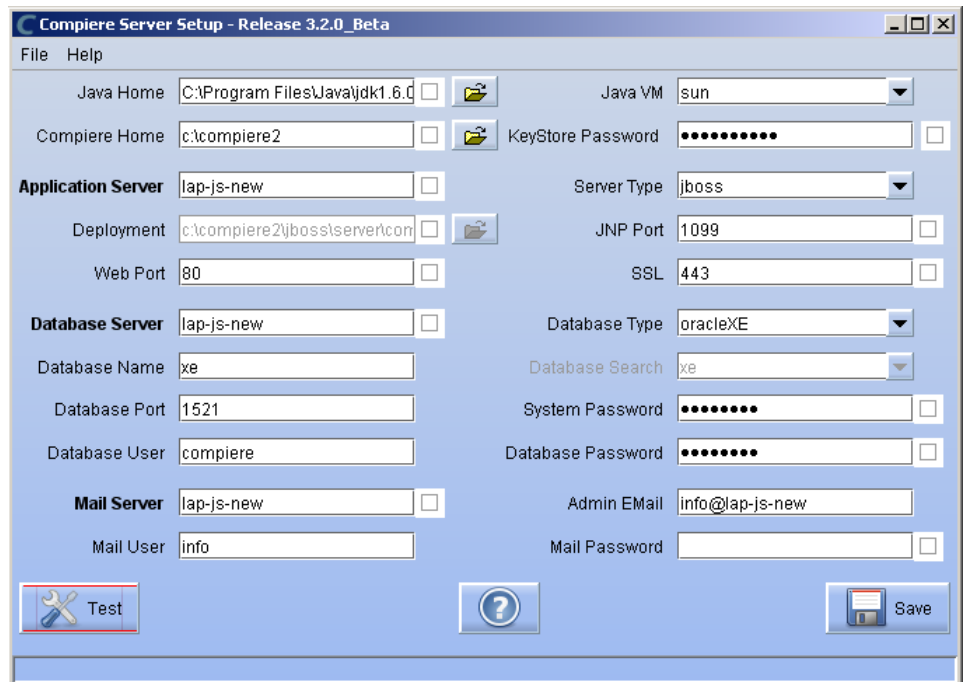 Compiere Server Setup - Release 3.2.0_Beta
File Help
Java Home C:\Program Files\Java\jdk1.6.0 Java VM sun
Compiere Home c:\compiere2 KeyStore Password ••••••••••
Application Server lap-js-new Server Type jboss
Deployment c:\compiere2\jboss\server\com JNP Port 1099
Web Port 80 SSL 443
Database Server lap-js-new Database Type oracleXE
Database Name xe Database Search xe
Database Port 1521 System Password ••••••••
Database User compiere Database Password ••••••••
Mail Server lap-js-new Admin EMail info@lap-js-new
Mail User info Mail Password
Test ? Save